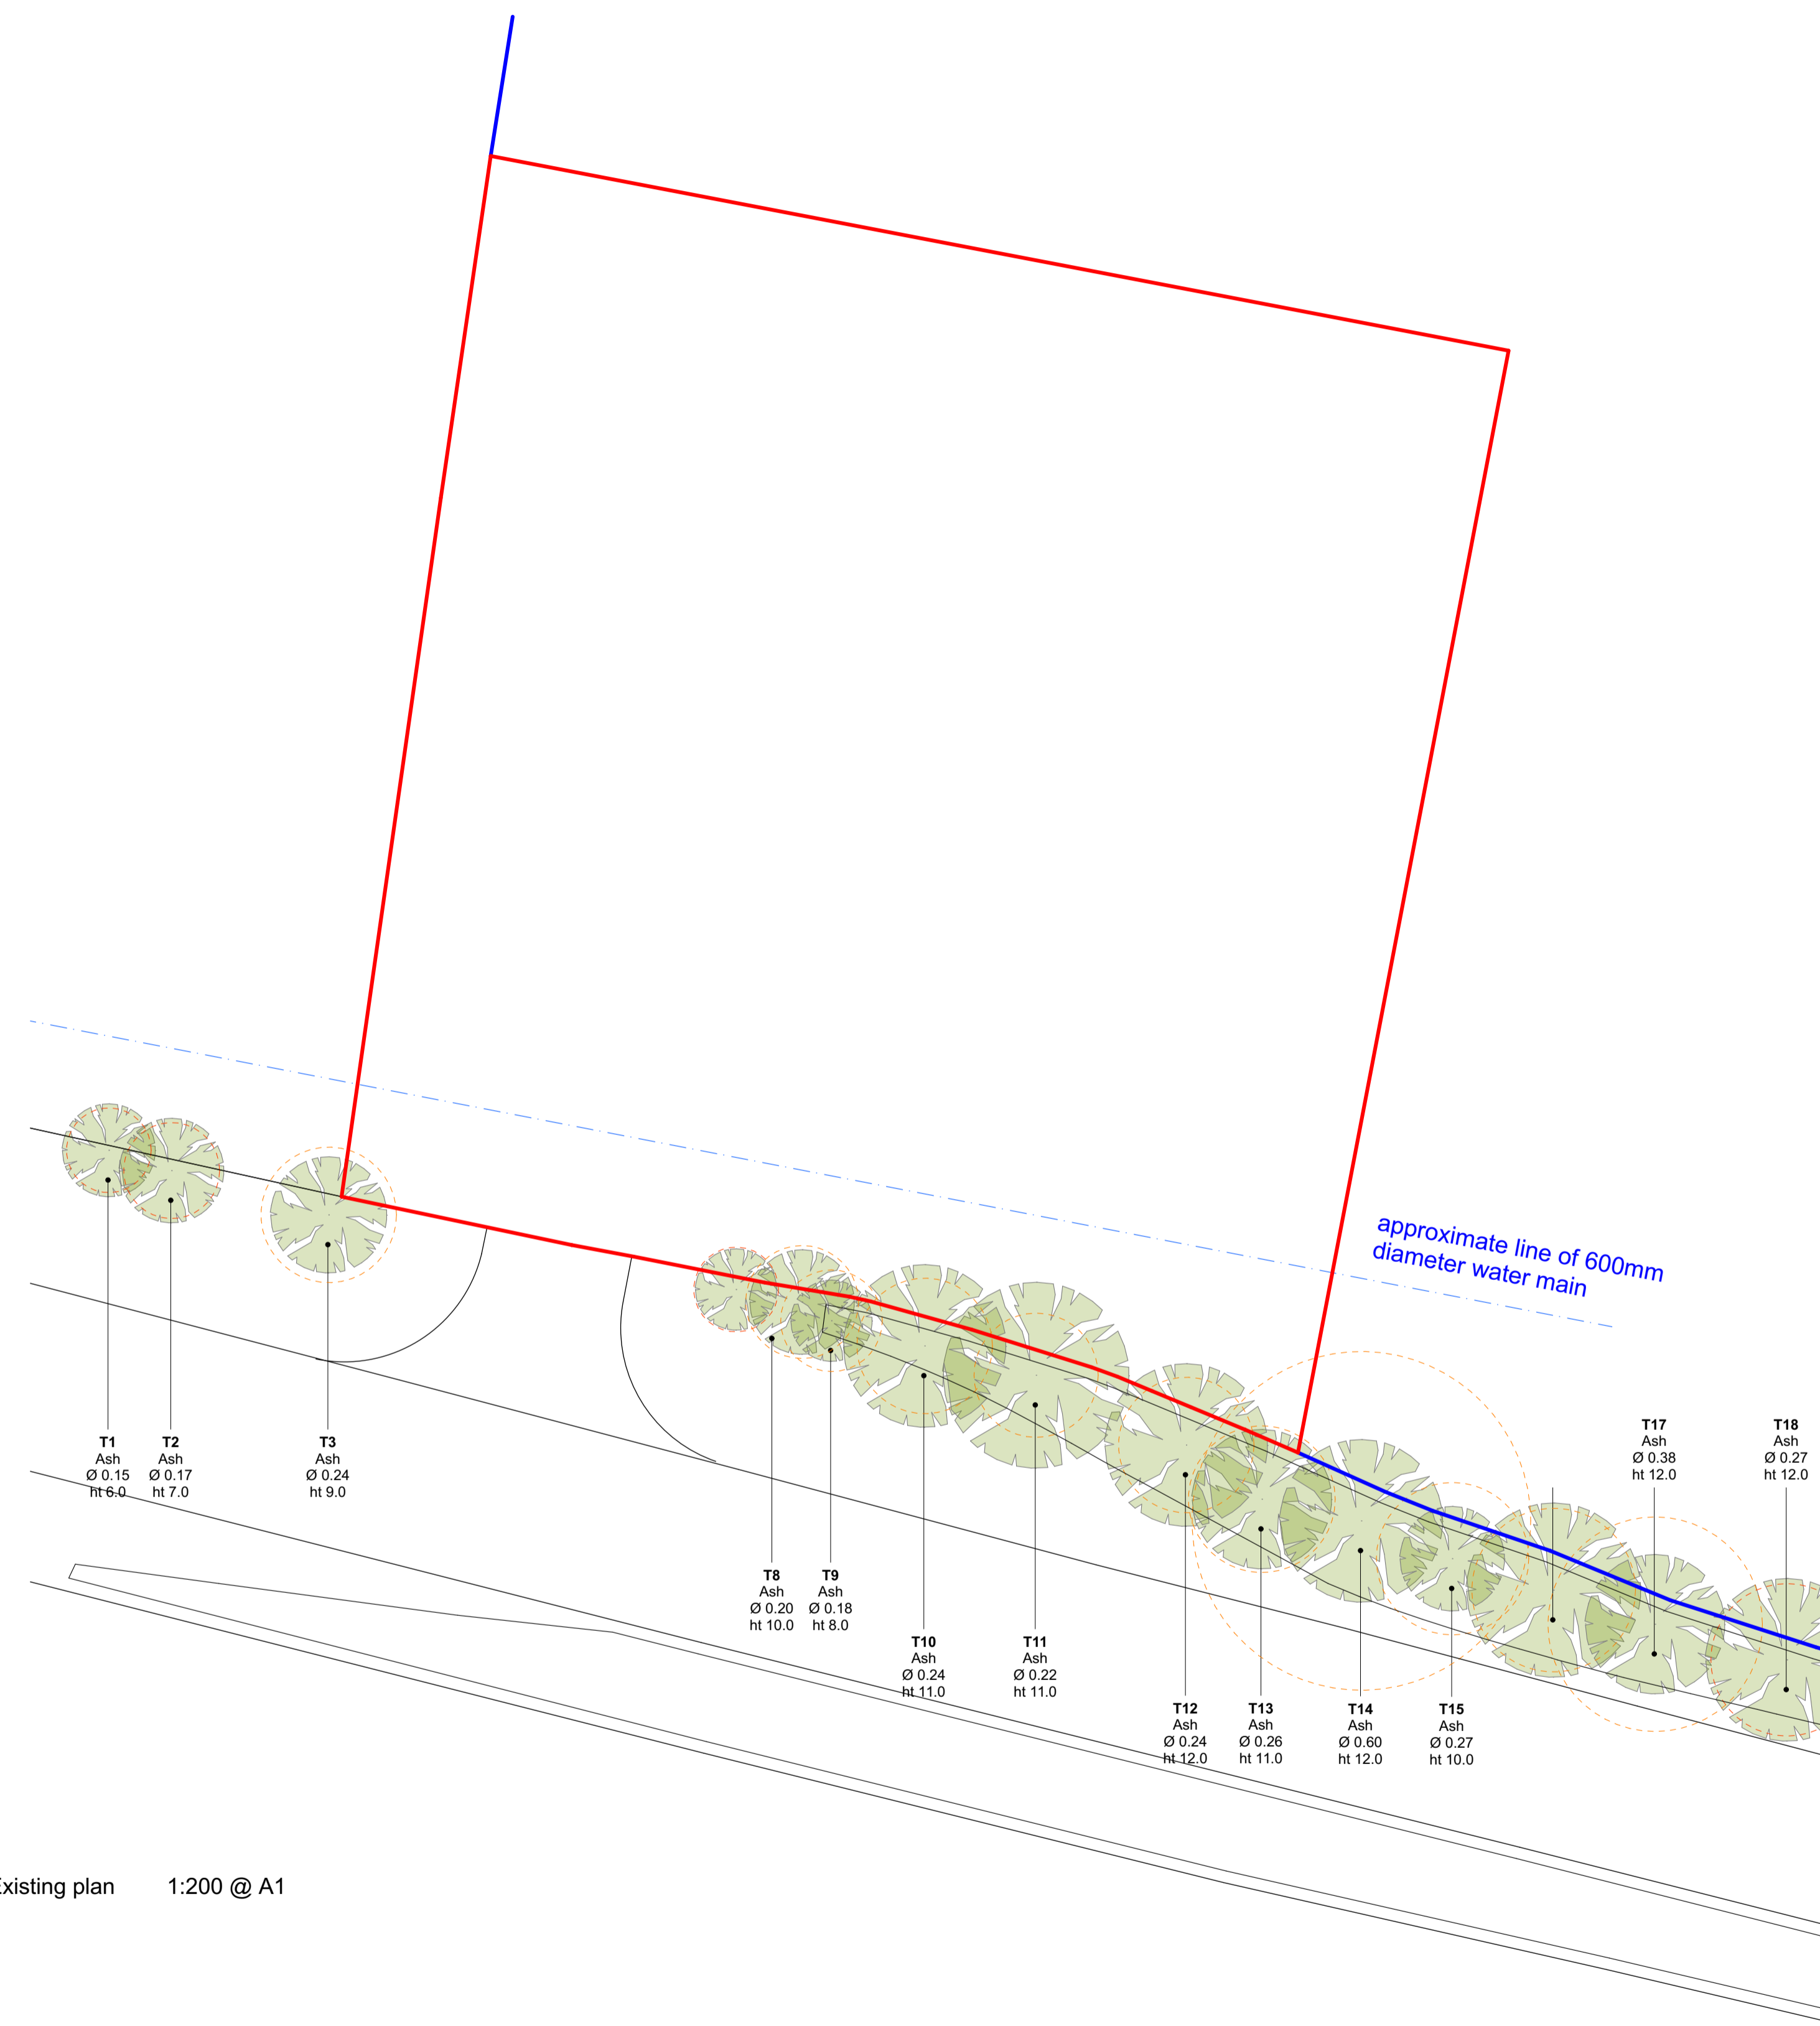 approximate line of 600mm
diameter water main
T1
Ash
Ø 0.15
ht 6.0
T2
Ash
Ø 0.17
ht 7.0
T3
Ash
Ø 0.24
ht 9.0
T8
Ash
Ø 0.20
ht 10.0
T9
Ash
Ø 0.18
ht 8.0
T10
Ash
Ø 0.24
ht 11.0
T11
Ash
Ø 0.22
ht 11.0
T12
Ash
Ø 0.24
ht 12.0
T13
Ash
Ø 0.26
ht 11.0
T14
Ash
Ø 0.60
ht 12.0
T15
Ash
Ø 0.27
ht 10.0
T17
Ash
Ø 0.38
ht 12.0
T18
Ash
Ø 0.27
ht 12.0
Existing plan 1:200 @ A1